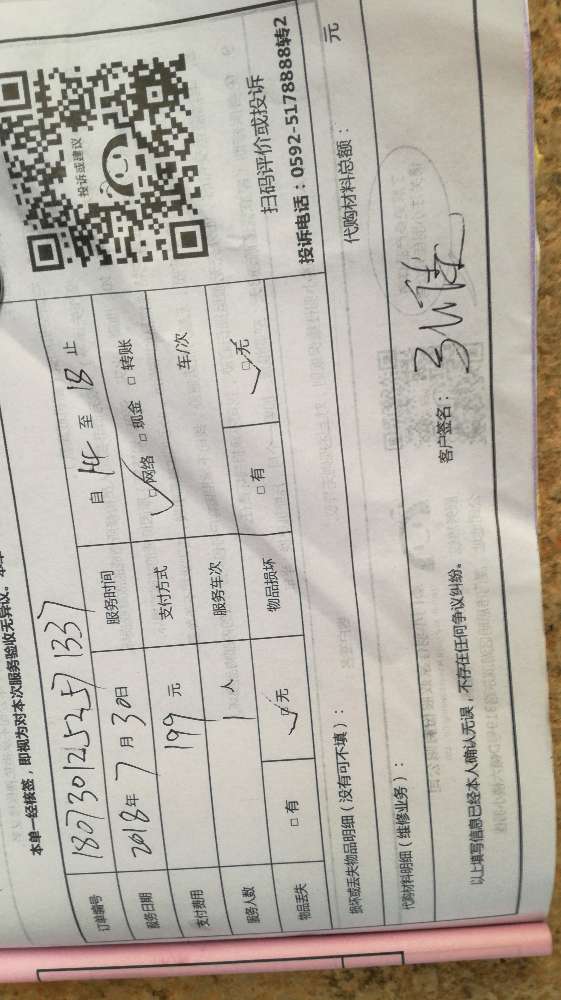 本单一经核签，即视为对本次服务验收无异议。
投诉或建议
订单编号 1807301252571337
服务日期 2018年7月30日 服务时间 自 14 至 18 止
支付费用 199 元 支付方式 □网络 □现金 □转账
服务人数 1 人 服务车次 车/次
物品丢失 □有 □无 物品损坏 □有 □无
扫码评价或投诉
投诉电话：0592-5178888转2
损坏或丢失物品明细（没有可不填）：
代购材料明细（维修业务）： 代购材料总额： 元
以上填写信息已经本人确认无误，不存在任何争议纠纷。
客户签名：